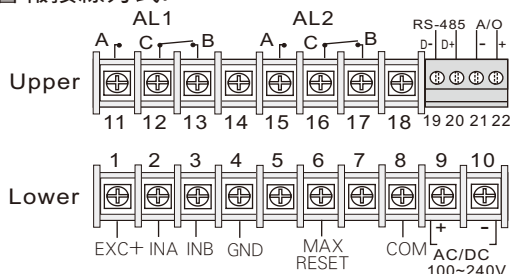 AL1 AL2
RS-485 A/O
A C B A C B D- D+ - +
Upper
11 12 13 14 15 16 17 18 19 20 21 22
1 2 3 4 5 6 7 8 9 10
Lower
+ -
EXC+ INA INB GND MAX RESET COM AC/DC
100~240V